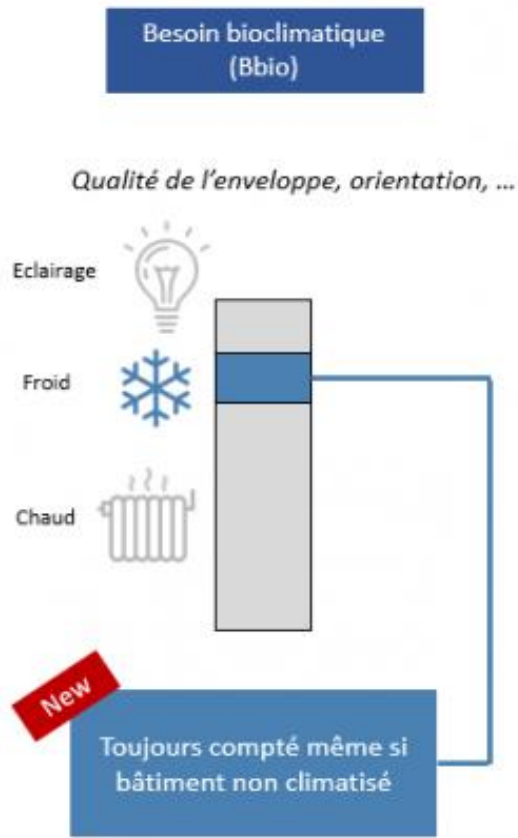 Besoin bioclimatique
(Bbio)
Qualité de l'enveloppe, orientation, ...
Eclairage
Froid
Chaud
New
Toujours compté même si
bâtiment non climatisé